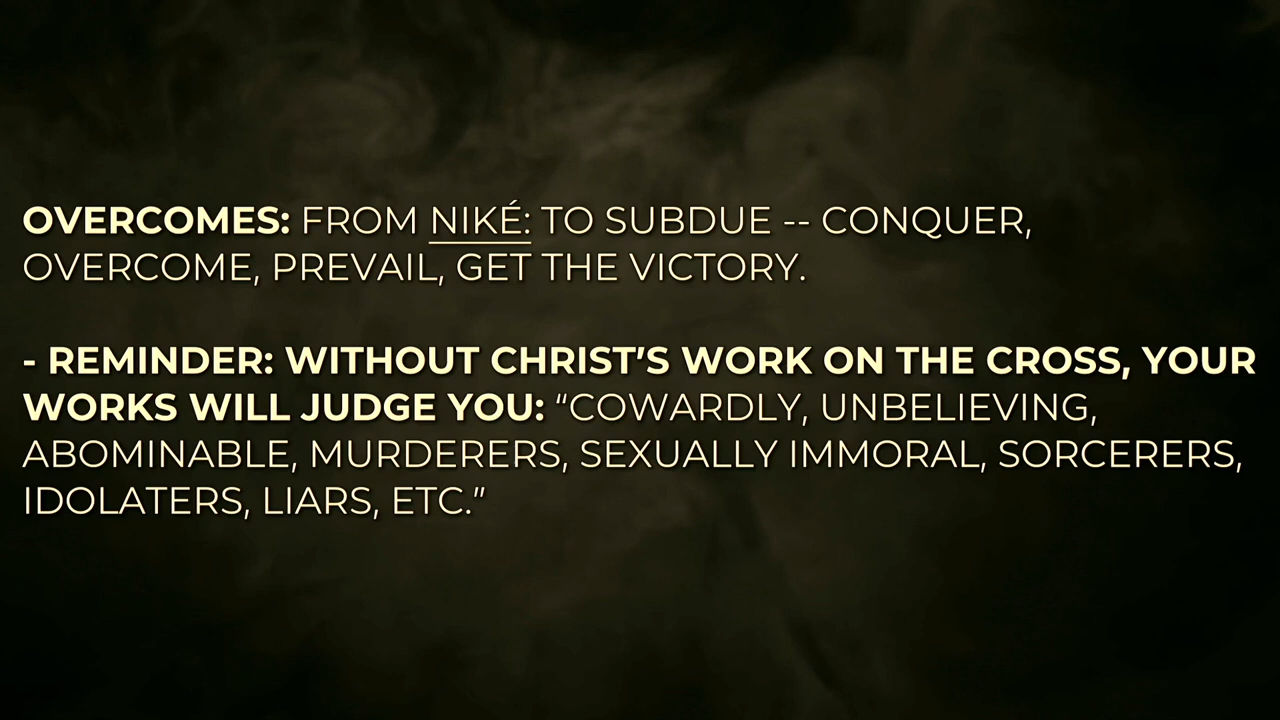 OVERCOMES: FROM NIKÉ: TO SUBDUE -- CONQUER,
OVERCOME, PREVAIL, GET THE VICTORY.
- REMINDER: WITHOUT CHRIST'S WORK ON THE CROSS, YOUR
WORKS WILL JUDGE YOU: “COWARDLY, UNBELIEVING,
ABOMINABLE, MURDERERS, SEXUALLY IMMORAL, SORCERERS,
IDOLATERS, LIARS, ETC.”